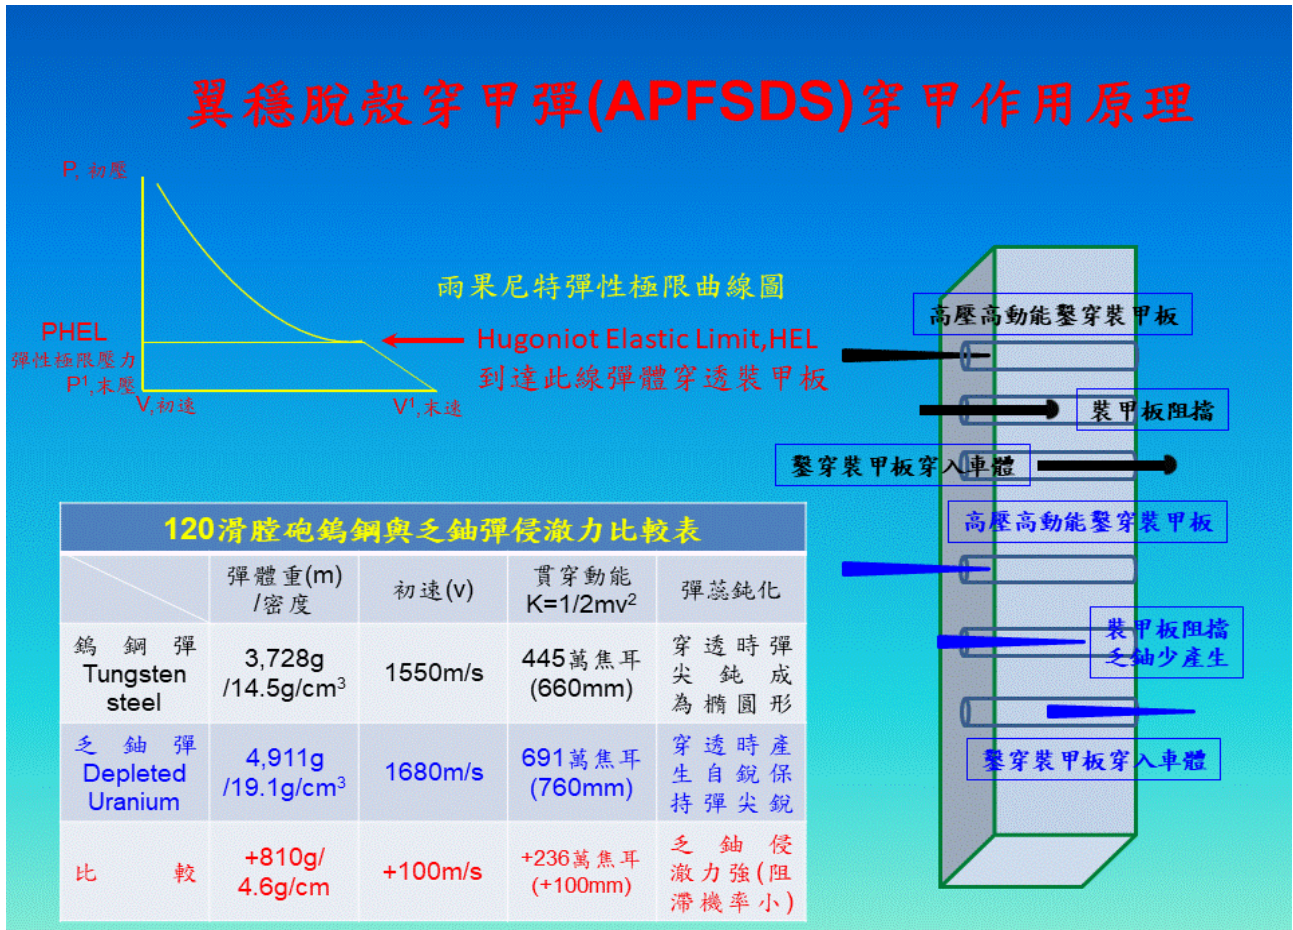 翼穩脫殼穿甲彈(APFSDS)穿甲作用原理
P, 初壓
雨果尼特彈性極限曲線圖
PHEL
彈性極限壓力
P¹,末壓
V,初速
V¹,末速
Hugoniot Elastic Limit,HEL
到達此線彈體穿透裝甲板
高壓高動能鑿穿裝甲板
裝甲板阻擋
鑿穿裝甲板穿入車體
高壓高動能鑿穿裝甲板
裝甲板阻擋
乏鈾少產生
鑿穿裝甲板穿入車體
120滑膛砲鎢鋼與乏鈾彈侵澈力比較表
彈體重(m)
/密度
初速(v)
貫穿動能
K=1/2mv²
彈蕊鈍化
鎢鋼彈
Tungsten
steel
3,728g
/14.5g/cm³
1550m/s
445萬焦耳
(660mm)
穿透時彈
尖鈍成
為橢圓形
乏鈾彈
Depleted
Uranium
4,911g
/19.1g/cm³
1680m/s
691萬焦耳
(760mm)
穿透時產
生自銳保
持彈尖銳
比較
+810g/
4.6g/cm
+100m/s
+236萬焦耳
(+100mm)
乏鈾侵
澈力強(阻
滯機率小)